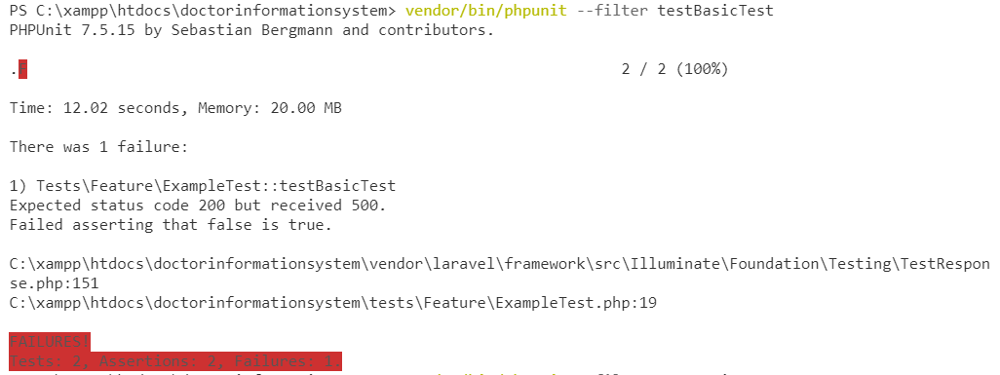 PS C:\xampp\htdocs\doctorinformationsystem> vendor/bin/phpunit --filter testBasicTest
PHPUnit 7.5.15 by Sebastian Bergmann and contributors.
.F 2 / 2 (100%)
Time: 12.02 seconds, Memory: 20.00 MB
There was 1 failure:
1) Tests\Feature\ExampleTest::testBasicTest
Expected status code 200 but received 500.
Failed asserting that false is true.
C:\xampp\htdocs\doctorinformationsystem\vendor\laravel\framework\src\Illuminate\Foundation\Testing\TestRespon
se.php:151
C:\xampp\htdocs\doctorinformationsystem\tests\Feature\ExampleTest.php:19
FAILURES!
Tests: 2, Assertions: 2, Failures: 1.